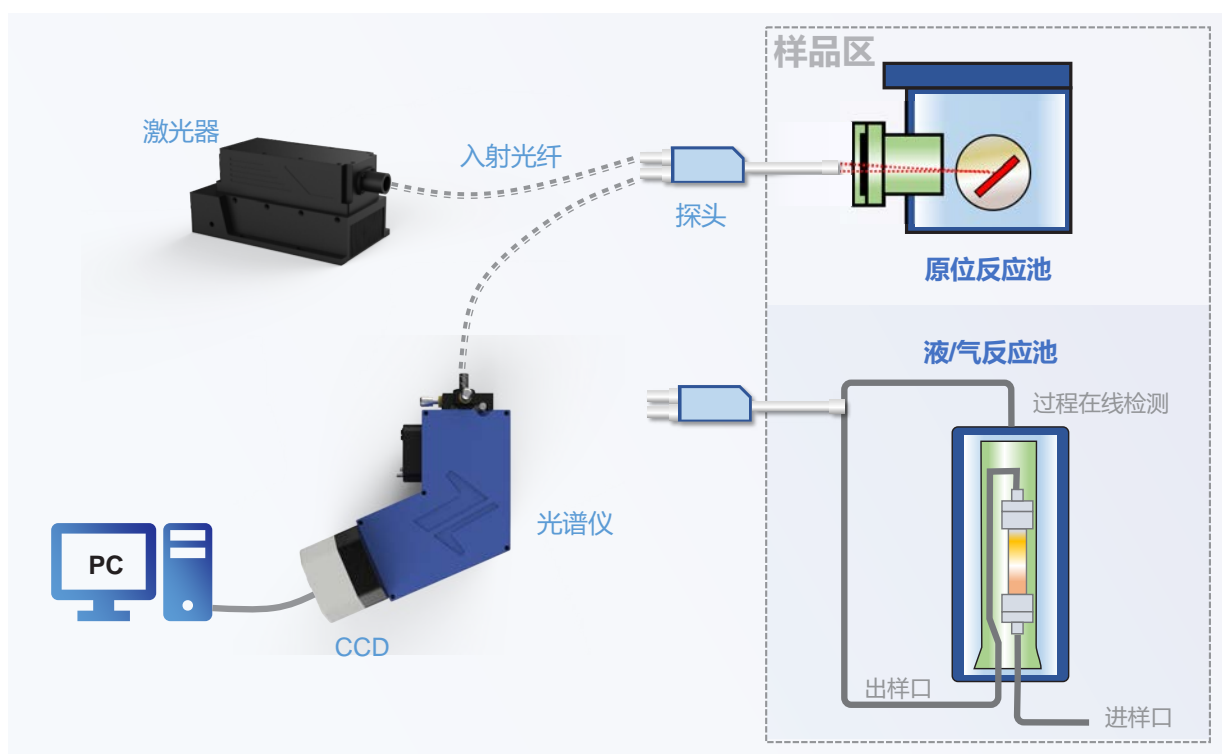 样品区
激光器
入射光纤
探头
原位反应池
液/气反应池
过程在线检测
光谱仪
PC
CCD
出样口
进样口